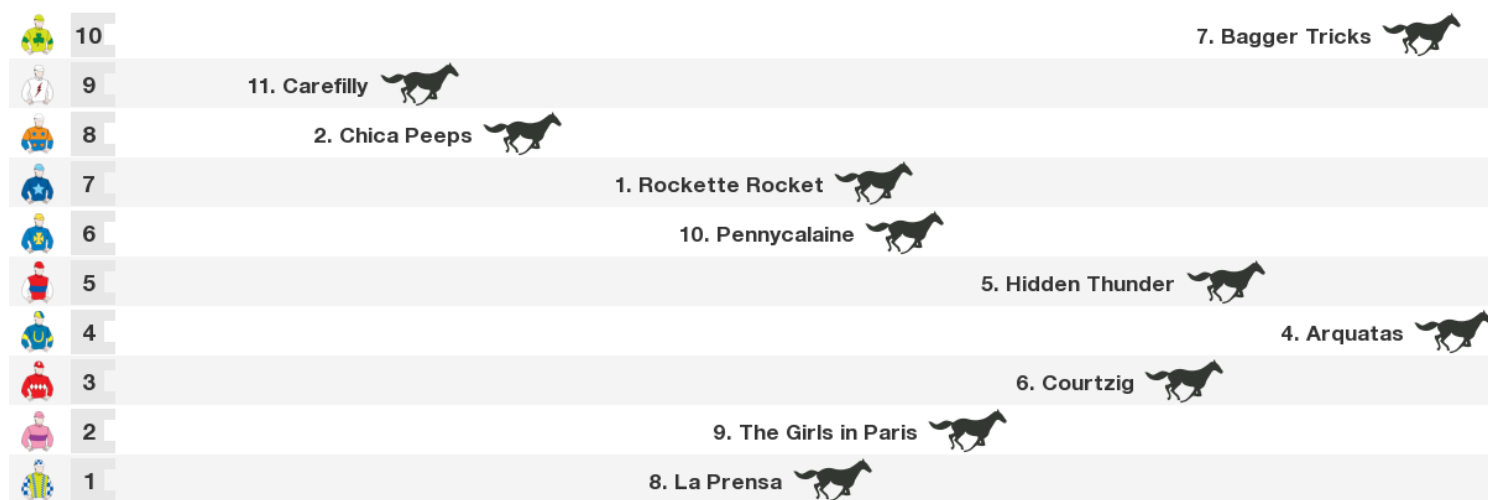 10 7. Bagger Tricks
9 11. Carefilly
8 2. Chica Peeps
7 1. Rockette Rocket
6 10. Pennycalaine
5 5. Hidden Thunder
4 4. Arquatas
3 6. Courtzig
2 9. The Girls in Paris
1 8. La Prensa